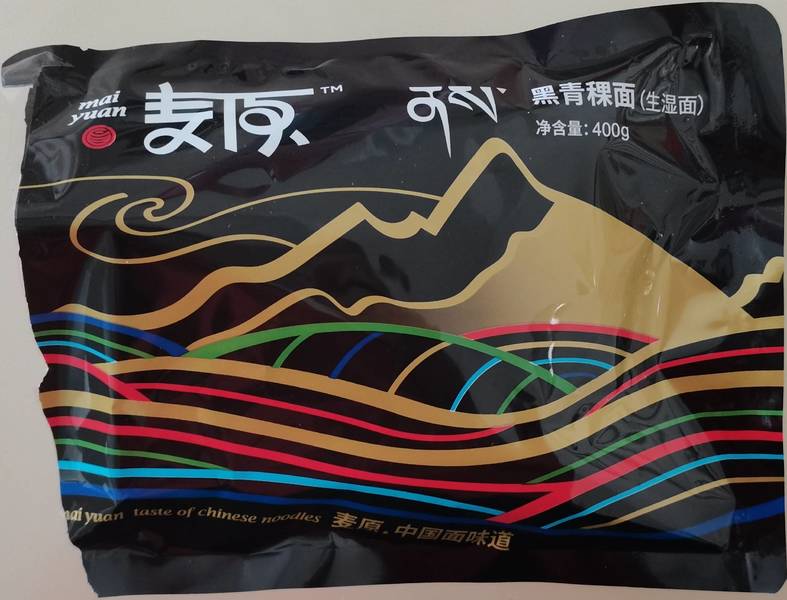 mai
yuan
麦原™
ནས་
黑青稞面(生湿面)
净含量:400g
mai yuan taste of chinese noodles 麦原.中国面味道